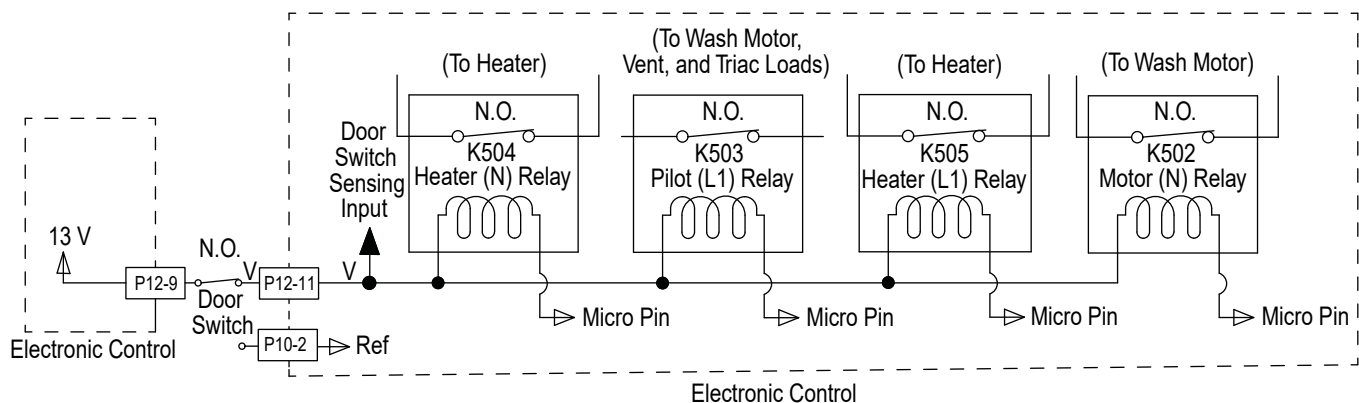 (To Heater)
(To Wash Motor,
Vent, and Triac Loads)
(To Heater)
(To Wash Motor)
N.O.
K504
Heater (N) Relay
N.O.
K503
Pilot (L1) Relay
N.O.
K505
Heater (L1) Relay
N.O.
K502
Motor (N) Relay
Door
Switch
Sensing
Input
13 V
P12-9
N.O.
V
Door
Switch
P12-11
V
P10-2
Ref
Micro Pin
Micro Pin
Micro Pin
Micro Pin
Electronic Control
Electronic Control